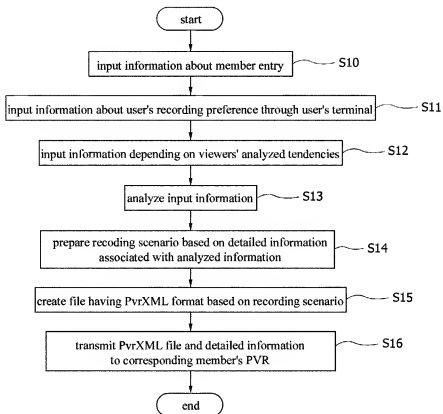 start
input information about member entry
S10
input information about user's recording preference through user's terminal
S11
input information depending on viewers' analyzed tendencies
S12
analyze input information
S13
prepare recoding scenario based on detailed information
associated with analyzed information
S14
create file having PvrXML format based on recording scenario
S15
transmit PvrXML file and detailed information
to corresponding member's PVR
S16
end